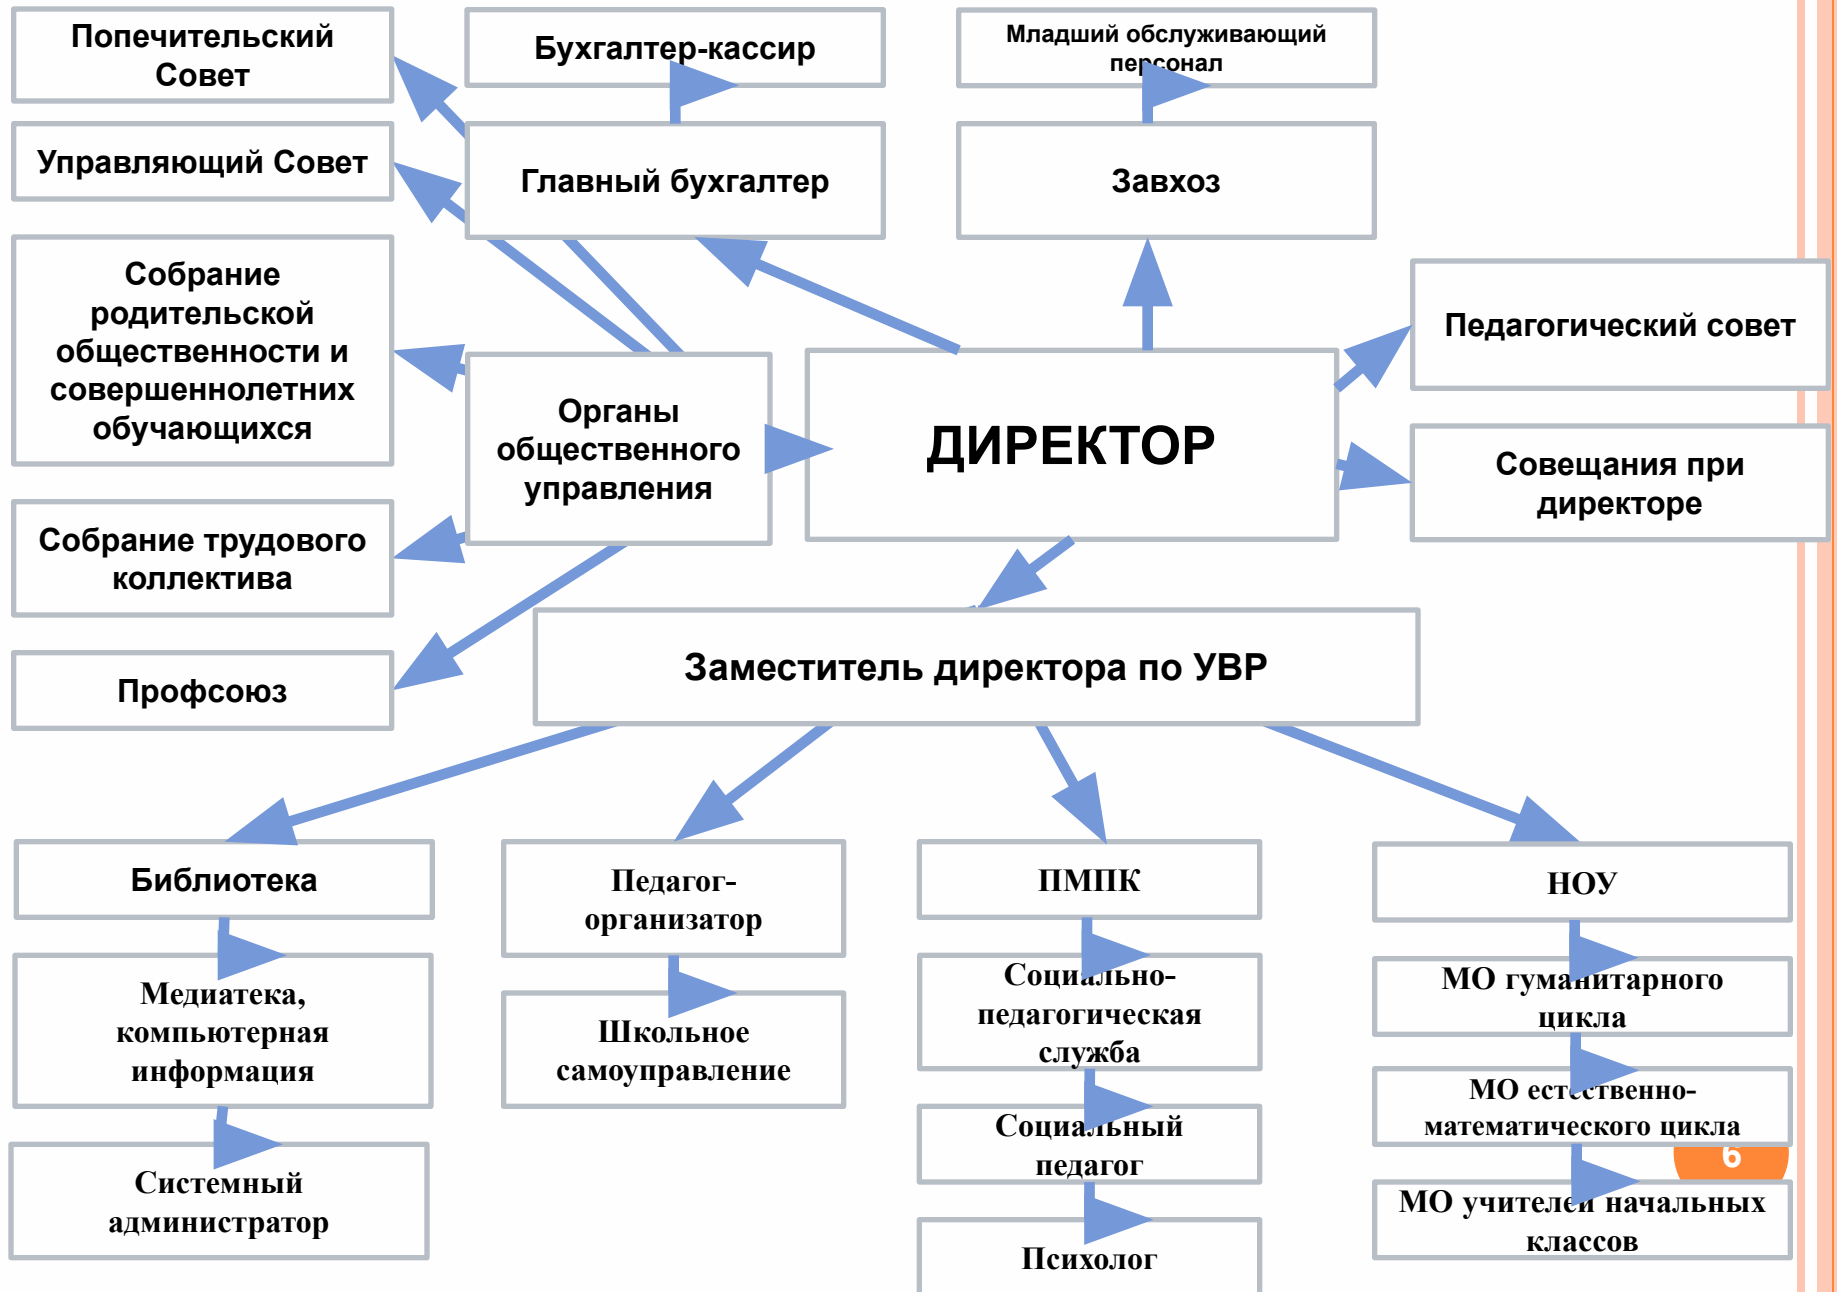 Попечительский
Совет
Бухгалтер-кассир
Младший обслуживающий
персонал
Управляющий Совет
Главный бухгалтер
Завхоз
Собрание
родительской
общественности и
совершеннолетних
обучающихся
Педагогический совет
Органы
общественного
управления
ДИРЕКТОР
Совещания при
директоре
Собрание трудового
коллектива
Профсоюз
Заместитель директора по УВР
Библиотека
Педагог-
организатор
ПМПК
НОУ
Медиатека,
компьютерная
информация
Школьное
самоуправление
Социально-
педагогическая
служба
МО гуманитарного
цикла
МО естественно-
математического цикла
6
Социальный
педагог
Системный
администратор
МО учителей начальных
классов
Психолог